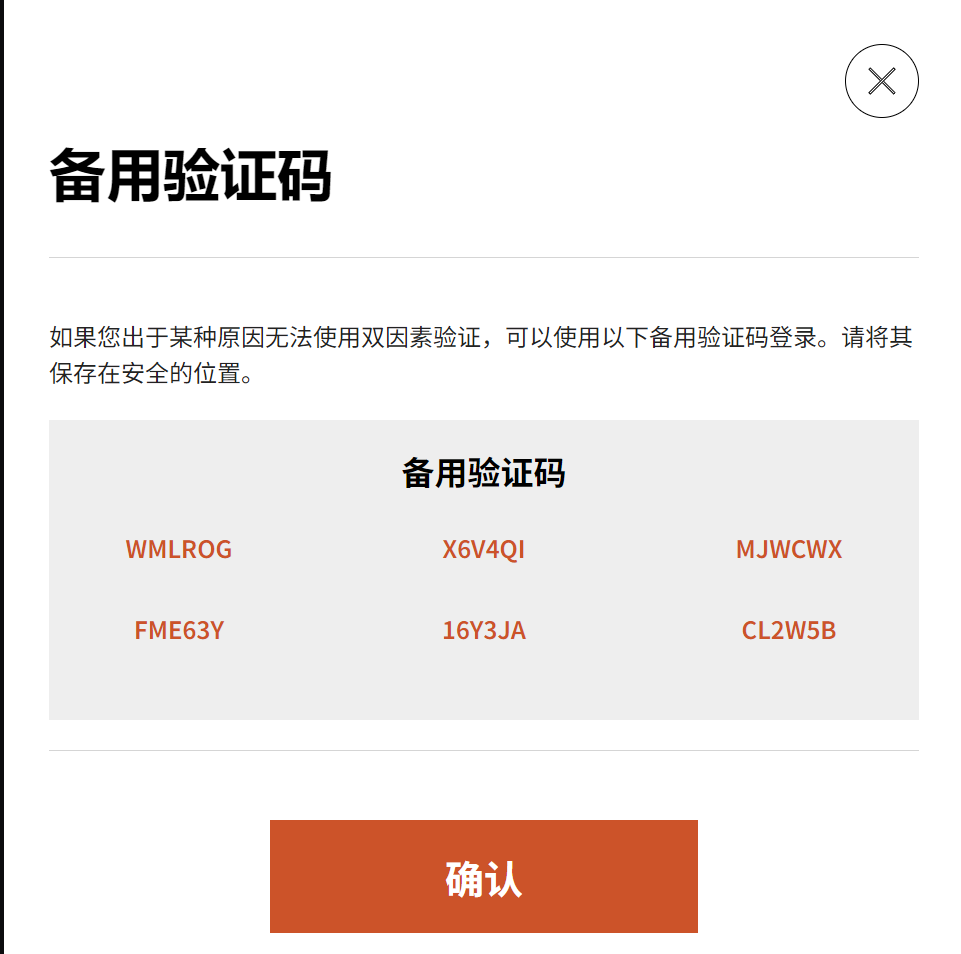 备用验证码
如果您出于某种原因无法使用双因素验证，可以使用以下备用验证码登录。请将其
保存在安全的位置。
备用验证码
WMLROG X6V4QI MJWCWX
FME63Y 16Y3JA CL2W5B
确认